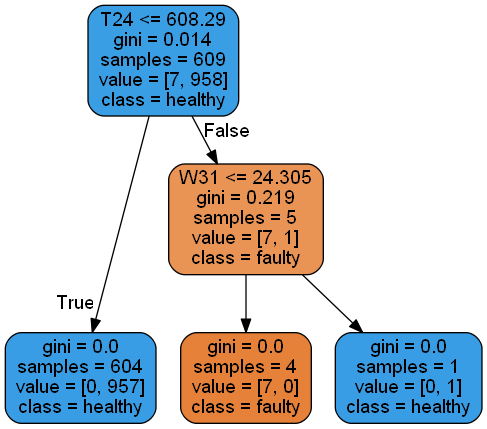 T24 <= 608.29
gini = 0.014
samples = 609
value = [7, 958]
class = healthy
False
W31 <= 24.305
gini = 0.219
samples = 5
value = [7, 1]
class = faulty
True
gini = 0.0
samples = 604
value = [0, 957]
class = healthy
gini = 0.0
samples = 4
value = [7, 0]
class = faulty
gini = 0.0
samples = 1
value = [0, 1]
class = healthy